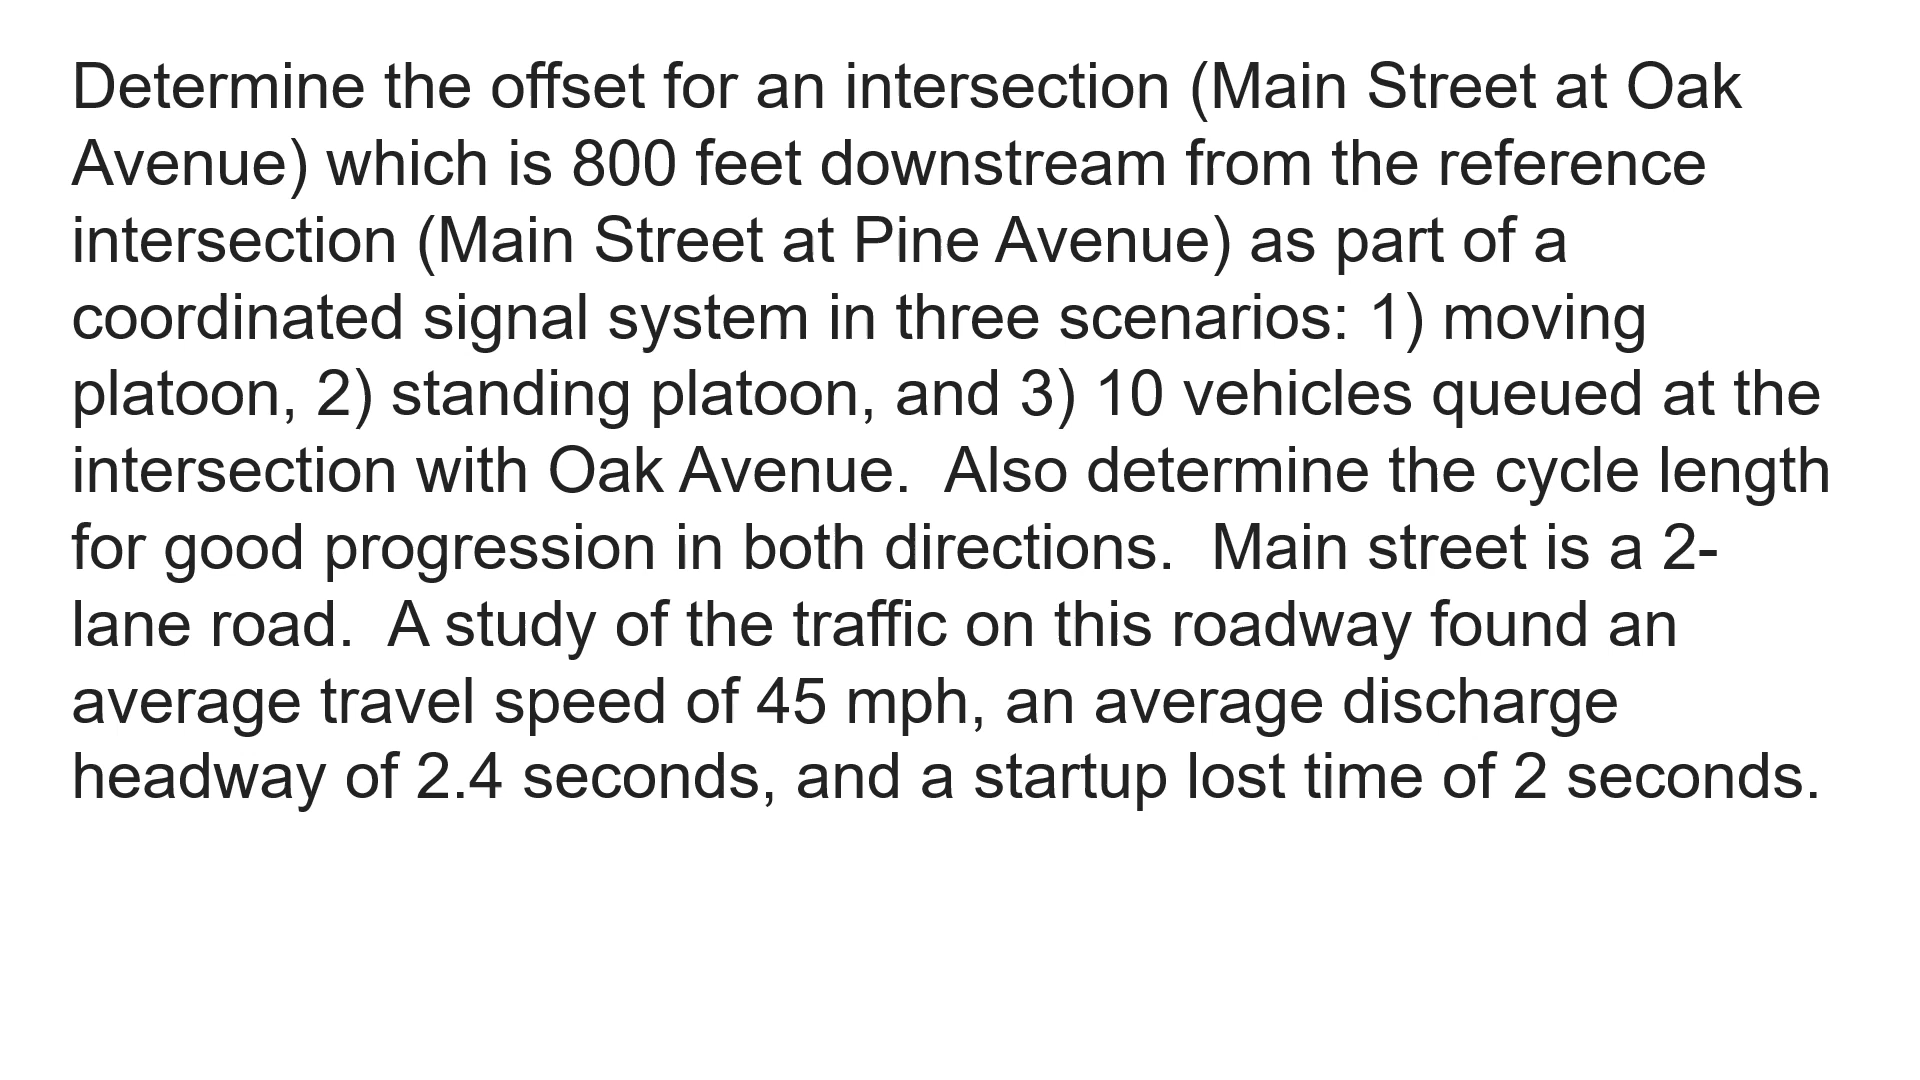 Determine the offset for an intersection (Main Street at Oak
Avenue) which is 800 feet downstream from the reference
intersection (Main Street at Pine Avenue) as part of a
coordinated signal system in three scenarios: 1) moving
platoon, 2) standing platoon, and 3) 10 vehicles queued at the
intersection with Oak Avenue.  Also determine the cycle length
for good progression in both directions.  Main street is a 2-
lane road.  A study of the traffic on this roadway found an
average travel speed of 45 mph, an average discharge
headway of 2.4 seconds, and a startup lost time of 2 seconds.